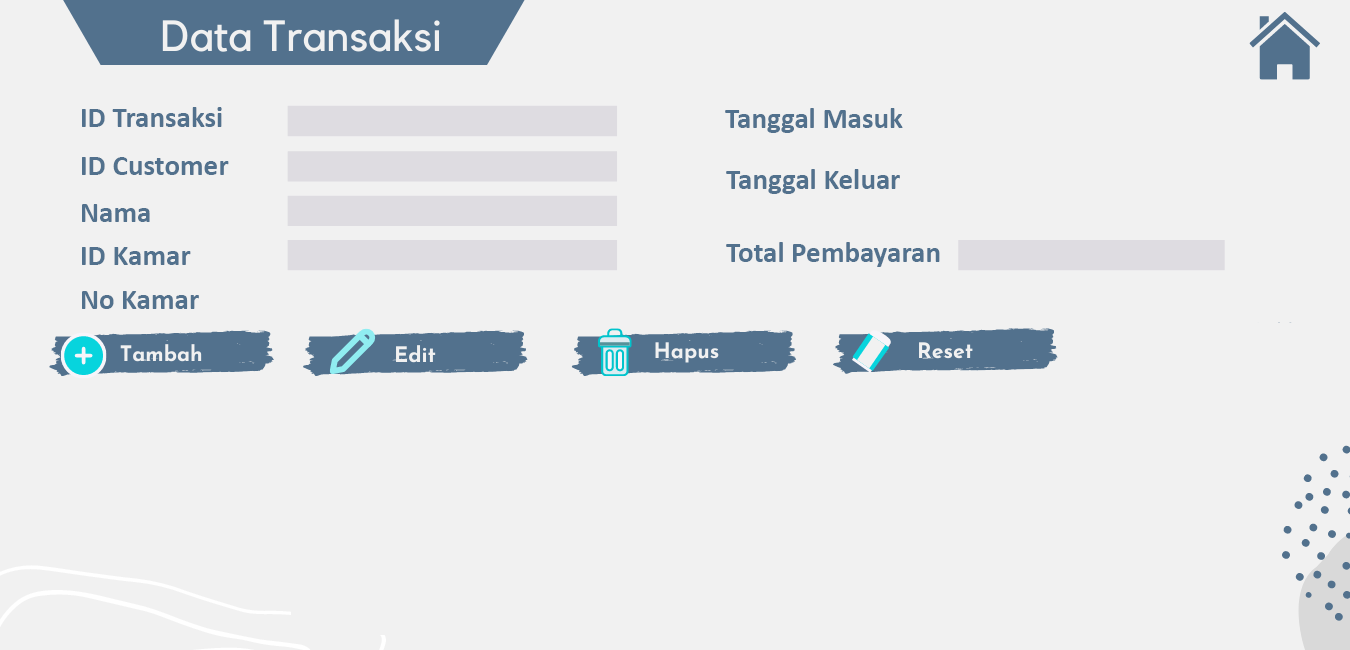 Data Transaksi
ID Transaksi
ID Customer
Nama
ID Kamar
No Kamar
Tanggal Masuk
Tanggal Keluar
Total Pembayaran
Tambah
Edit
Hapus
Reset